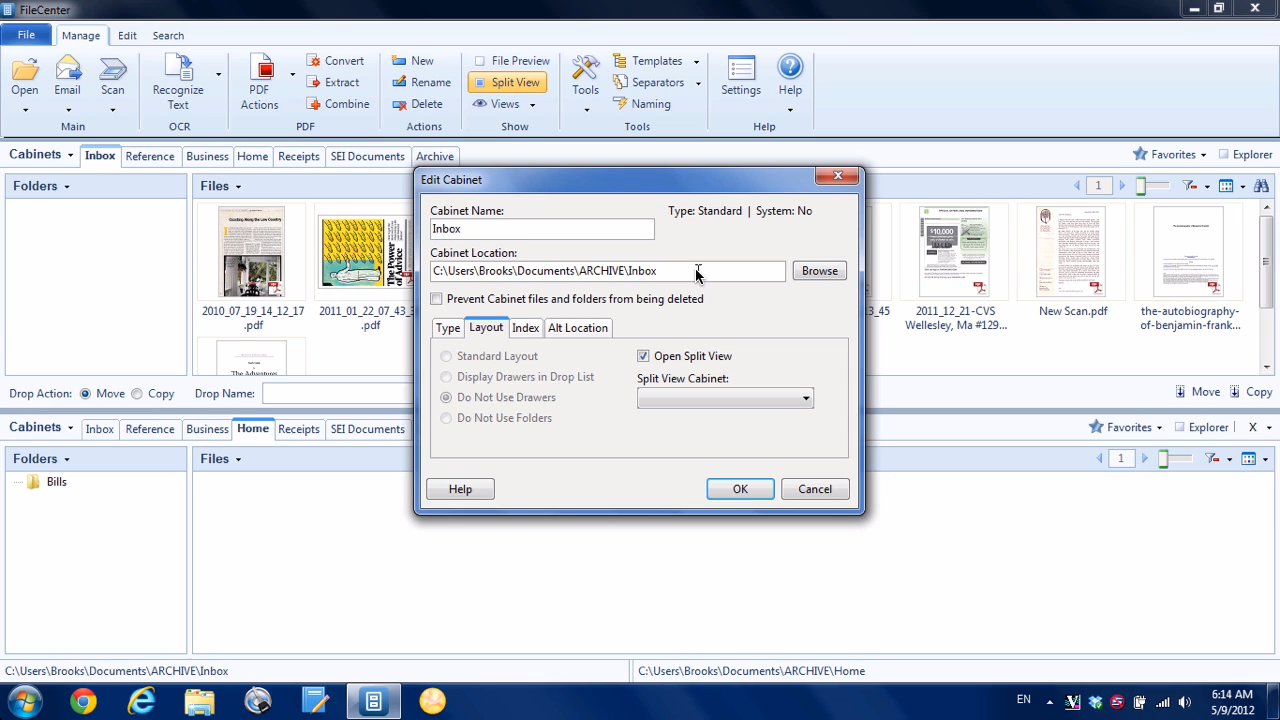 FileCenter
File Manage Edit Search
Open Email Scan Recognize Text PDF Actions Convert Extract Combine New Rename Delete File Preview Split View Views Tools Templates Separators Naming Settings Help
Main OCR PDF Actions Show Tools Help
Cabinets Inbox Reference Business Home Receipts SEI Documents Archive Favorites Explorer
Folders Files 1
Edit Cabinet
Cabinet Name: Type: Standard | System: No
Inbox
Cabinet Location:
C:\Users\Brooks\Documents\ARCHIVE\Inbox Browse
Prevent Cabinet files and folders from being deleted
Type Layout Index Alt Location
Standard Layout Open Split View
Display Drawers in Drop List Split View Cabinet:
Do Not Use Drawers
Do Not Use Folders
Help OK Cancel
The Power of Advice
$10,000
2010_07_19_14_12_17
.pdf
2011_01_22_07_43_3
.pdf
3_45
2011_12_21-CVS
Wellesley, Ma #129...
New Scan.pdf
the-autobiography
-of-benjamin-frank...
Drop Action: Move Copy Drop Name: Move Copy
Cabinets Inbox Reference Business Home Receipts SEI Documents Favorites Explorer X
Folders Files 1
Bills
C:\Users\Brooks\Documents\ARCHIVE\Inbox C:\Users\Brooks\Documents\ARCHIVE\Home
EN 6:14 AM
5/9/2012